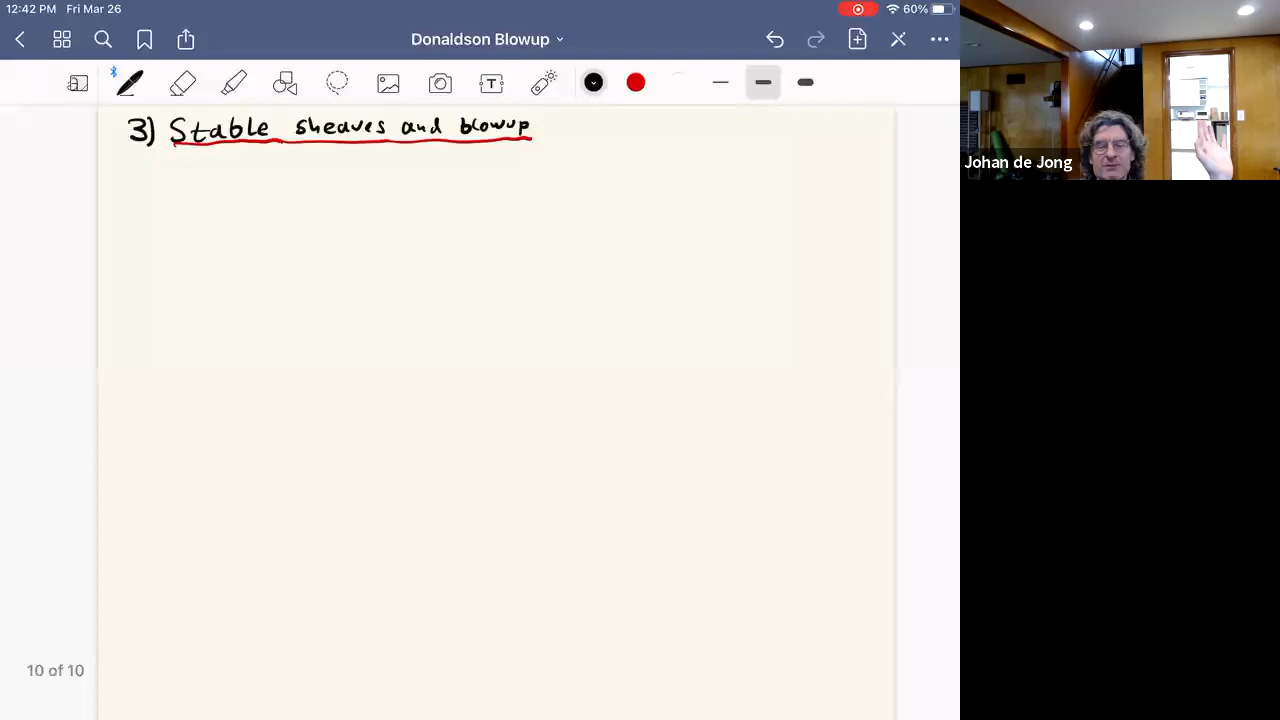 12:42 PM Fri Mar 26
60%
Donaldson Blowup
T
3) Stable sheaves and blowup
Johan de Jong
10 of 10